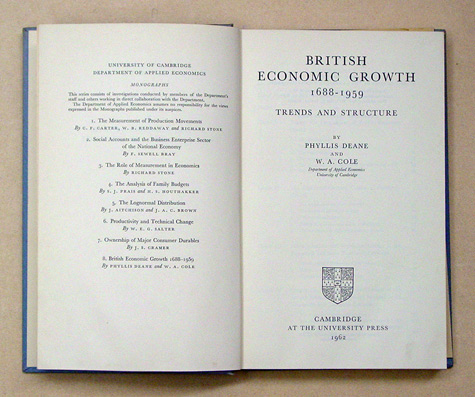 UNIVERSITY OF CAMBRIDGE
DEPARTMENT OF APPLIED ECONOMICS
MONOGRAPHS
This series consists of investigations conducted by members of the Department's
staff and others working in direct collaboration with the Department.
The Department of Applied Economics assumes no responsibility for the views
expressed in the Monographs published under its auspices.
1. The Measurement of Production Movements
By C. F. CARTER, W. B. REDDAWAY and RICHARD STONE
2. Social Accounts and the Business Enterprise Sector
of the National Economy
By F. SEWELL BRAY
3. The Role of Measurement in Economics
By RICHARD STONE
4. The Analysis of Family Budgets
By S. J. PRAIS and H. S. HOUTHAKKER
5. The Lognormal Distribution
By J. AITCHISON and J. A. C. BROWN
6. Productivity and Technical Change
By W. E. G. SALTER
7. Ownership of Major Consumer Durables
By J. S. CRAMER
8. British Economic Growth 1688-1959
By PHYLLIS DEANE and W. A. COLE
BRITISH
ECONOMIC GROWTH
1688-1959
TRENDS AND STRUCTURE
BY
PHYLLIS DEANE
AND
W. A. COLE
Department of Applied Economics
University of Cambridge
CAMBRIDGE
AT THE UNIVERSITY PRESS
1962